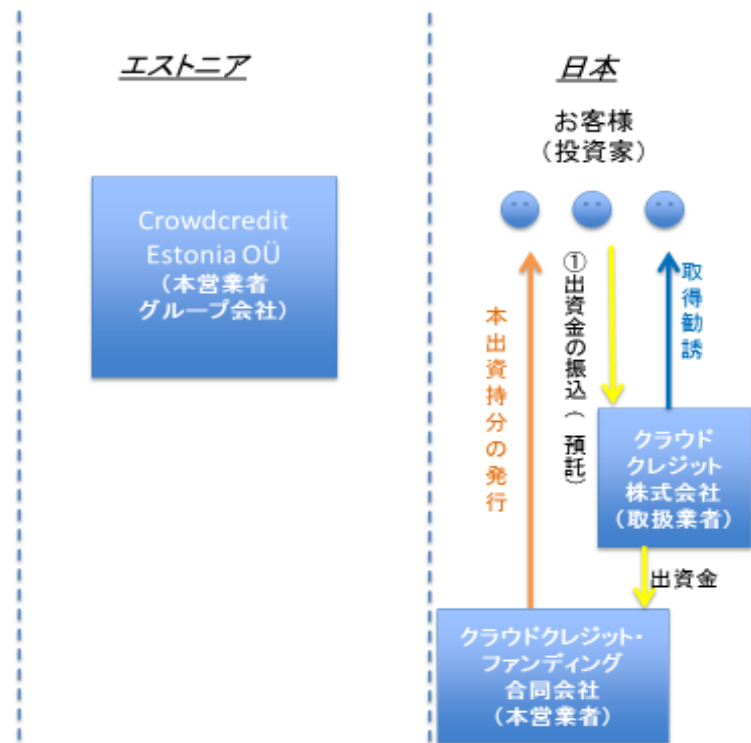 エストニア
日本
お客様
（投資家）
Crowdcredit
Estonia OÜ
（本営業者
グループ会社）
本出資持分の発行
①出資金の振込（預託）
取得勧誘
クラウド
クレジット
株式会社
（取扱業者）
出資金
クラウドクレジット・
ファンディング
合同会社
（本営業者）